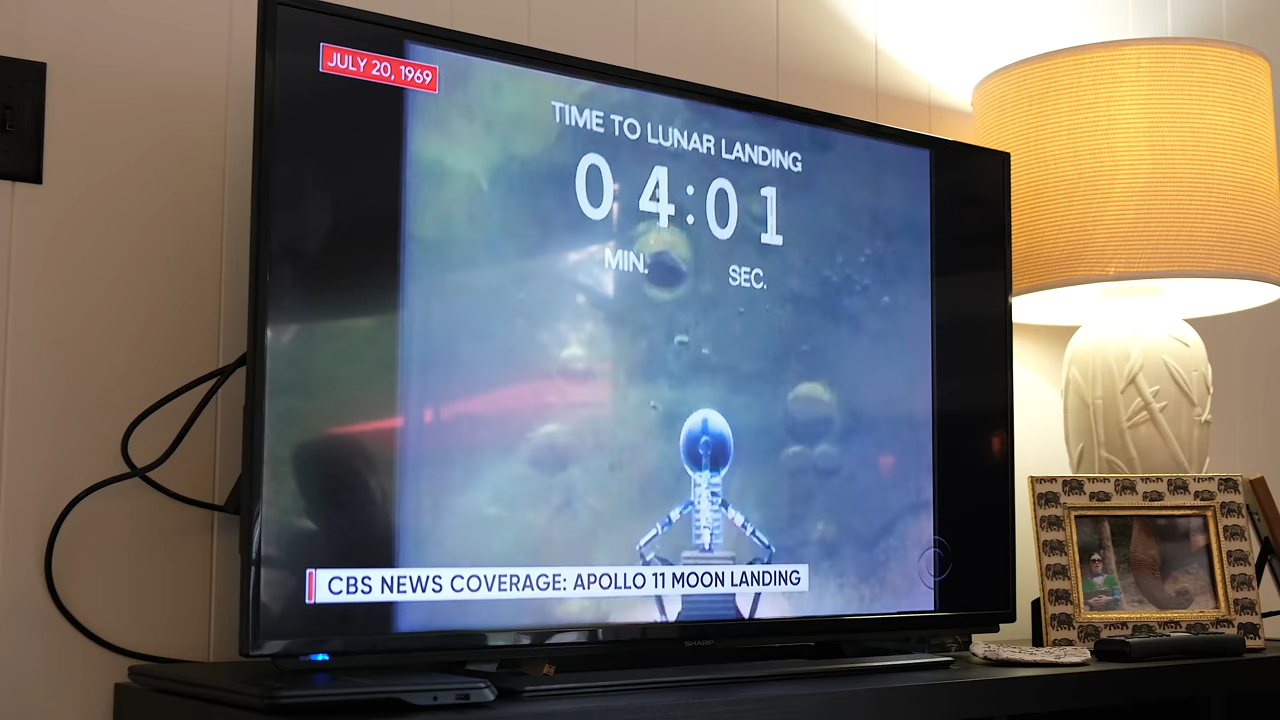 JULY 20, 1969
TIME TO LUNAR LANDING
04:01
MIN. SEC.
CBS NEWS COVERAGE: APOLLO 11 MOON LANDING
SHARP